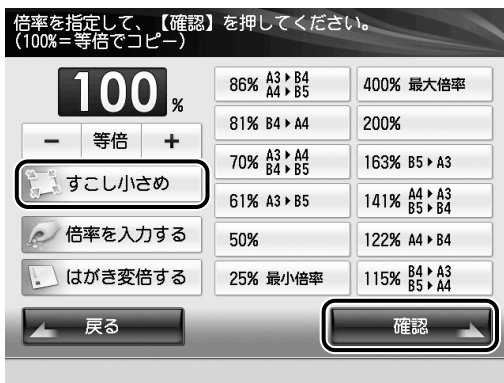 倍率を指定して、【確認】を押してください。
(100%=等倍でコピー)
100 %
− 等倍 +
すこし小さめ
倍率を入力する
はがき変倍する
86% A3▶B4 A4▶B5
81% B4▶A4
70% A3▶A4 B4▶B5
61% A3▶B5
50%
25% 最小倍率
400% 最大倍率
200%
163% B5▶A3
141% A4▶A3 B5▶B4
122% A4▶B4
115% B4▶A3 B5▶A4
戻る
確認